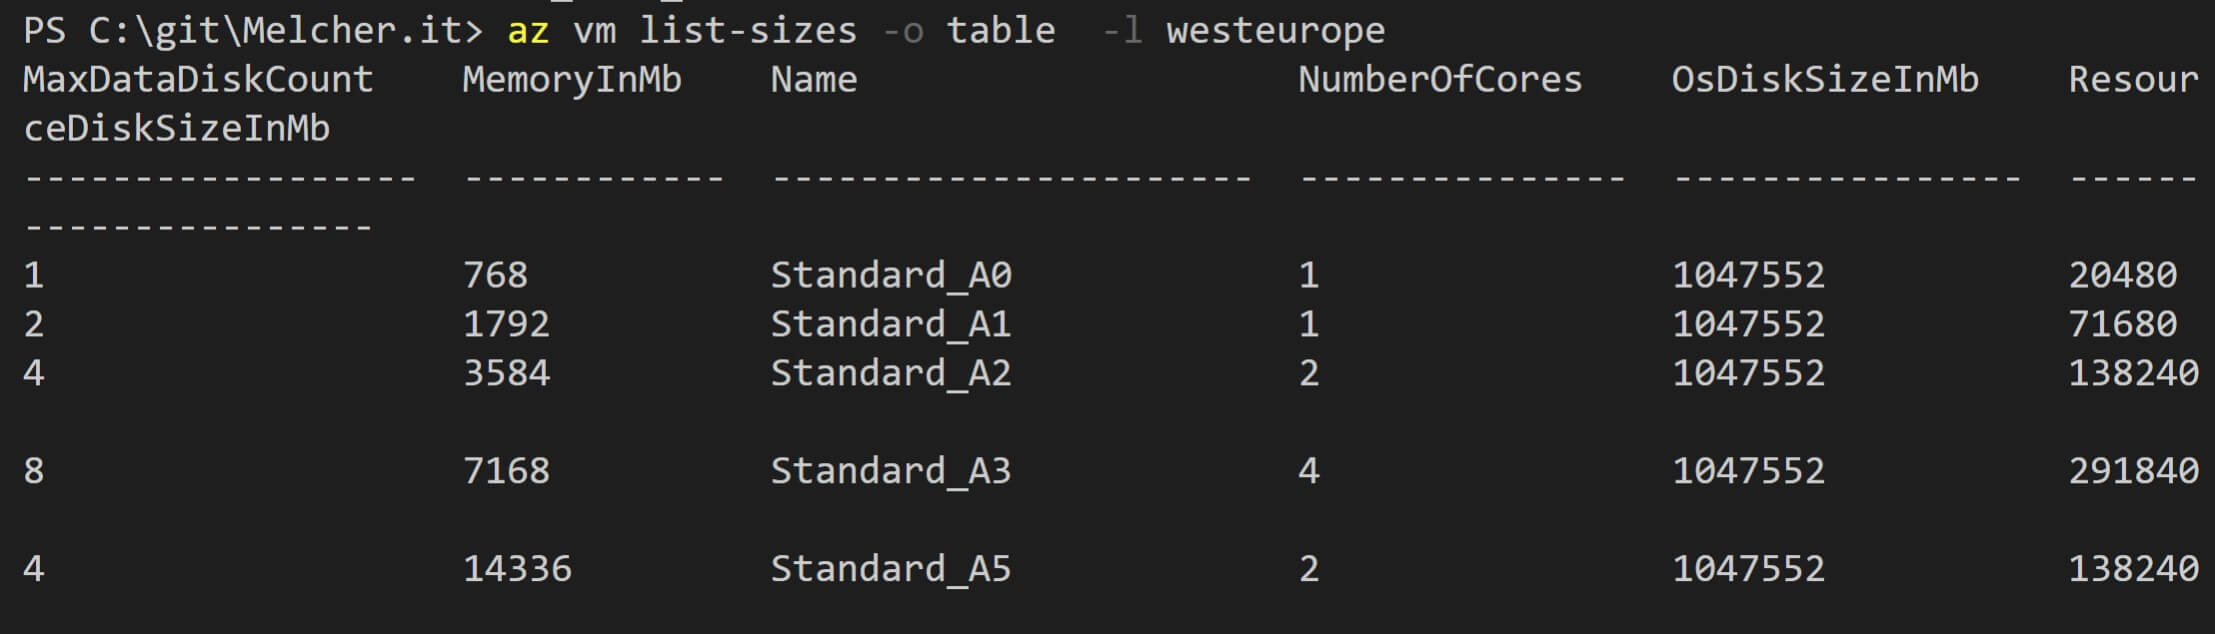 PS C:\git\Melcher.it> az vm list-sizes -o table  -l westeurope
MaxDataDiskCount    MemoryInMb    Name                    NumberOfCores    OsDiskSizeInMb    Resour
ceDiskSizeInMb
------------------  ------------  ----------------------  ---------------  ----------------  ------
----------------
1                   768           Standard_A0             1                1047552           20480
2                   1792          Standard_A1             1                1047552           71680
4                   3584          Standard_A2             2                1047552           138240
8                   7168          Standard_A3             4                1047552           291840
4                   14336         Standard_A5             2                1047552           138240